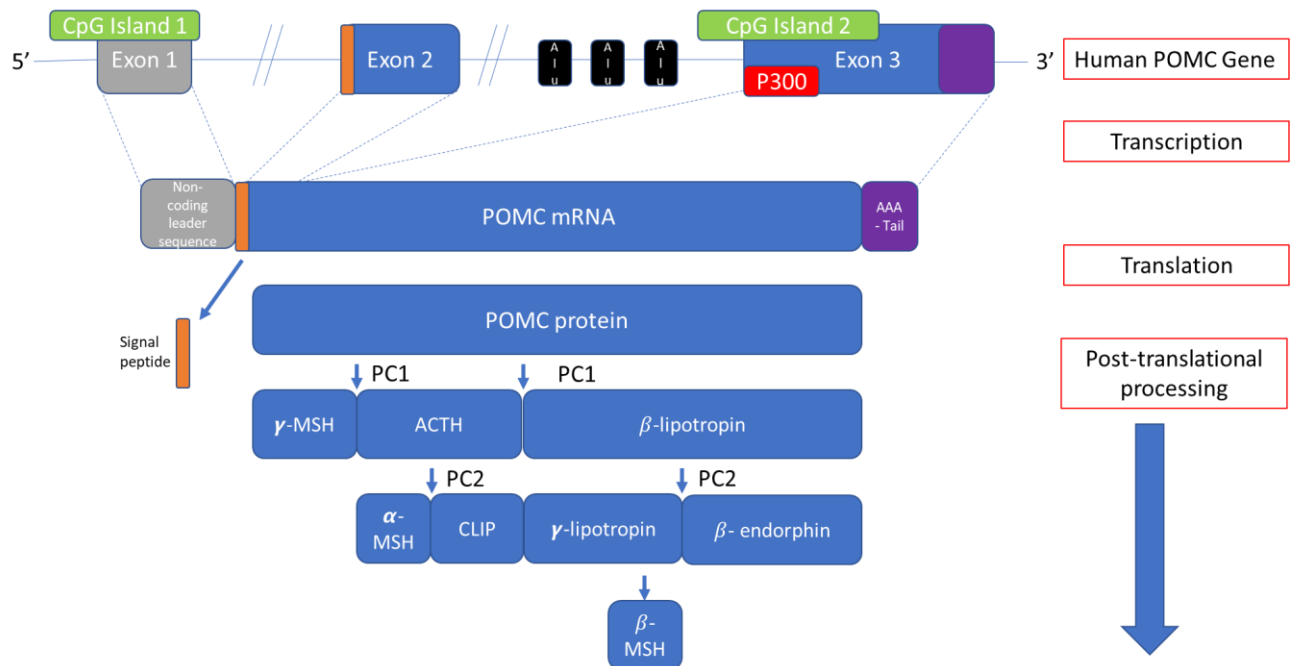 CpG Island 1
CpG Island 2
5’
Exon 1
Exon 2
A
l
u
A
l
u
A
l
u
Exon 3
P300
3’
Human POMC Gene
Transcription
Non-
coding
leader
sequence
POMC mRNA
AAA
- Tail
Translation
Signal
peptide
POMC protein
Post-translational
processing
PC1
PC1
γ-MSH
ACTH
β-lipotropin
PC2
PC2
α-
MSH
CLIP
γ-lipotropin
β- endorphin
β-
MSH